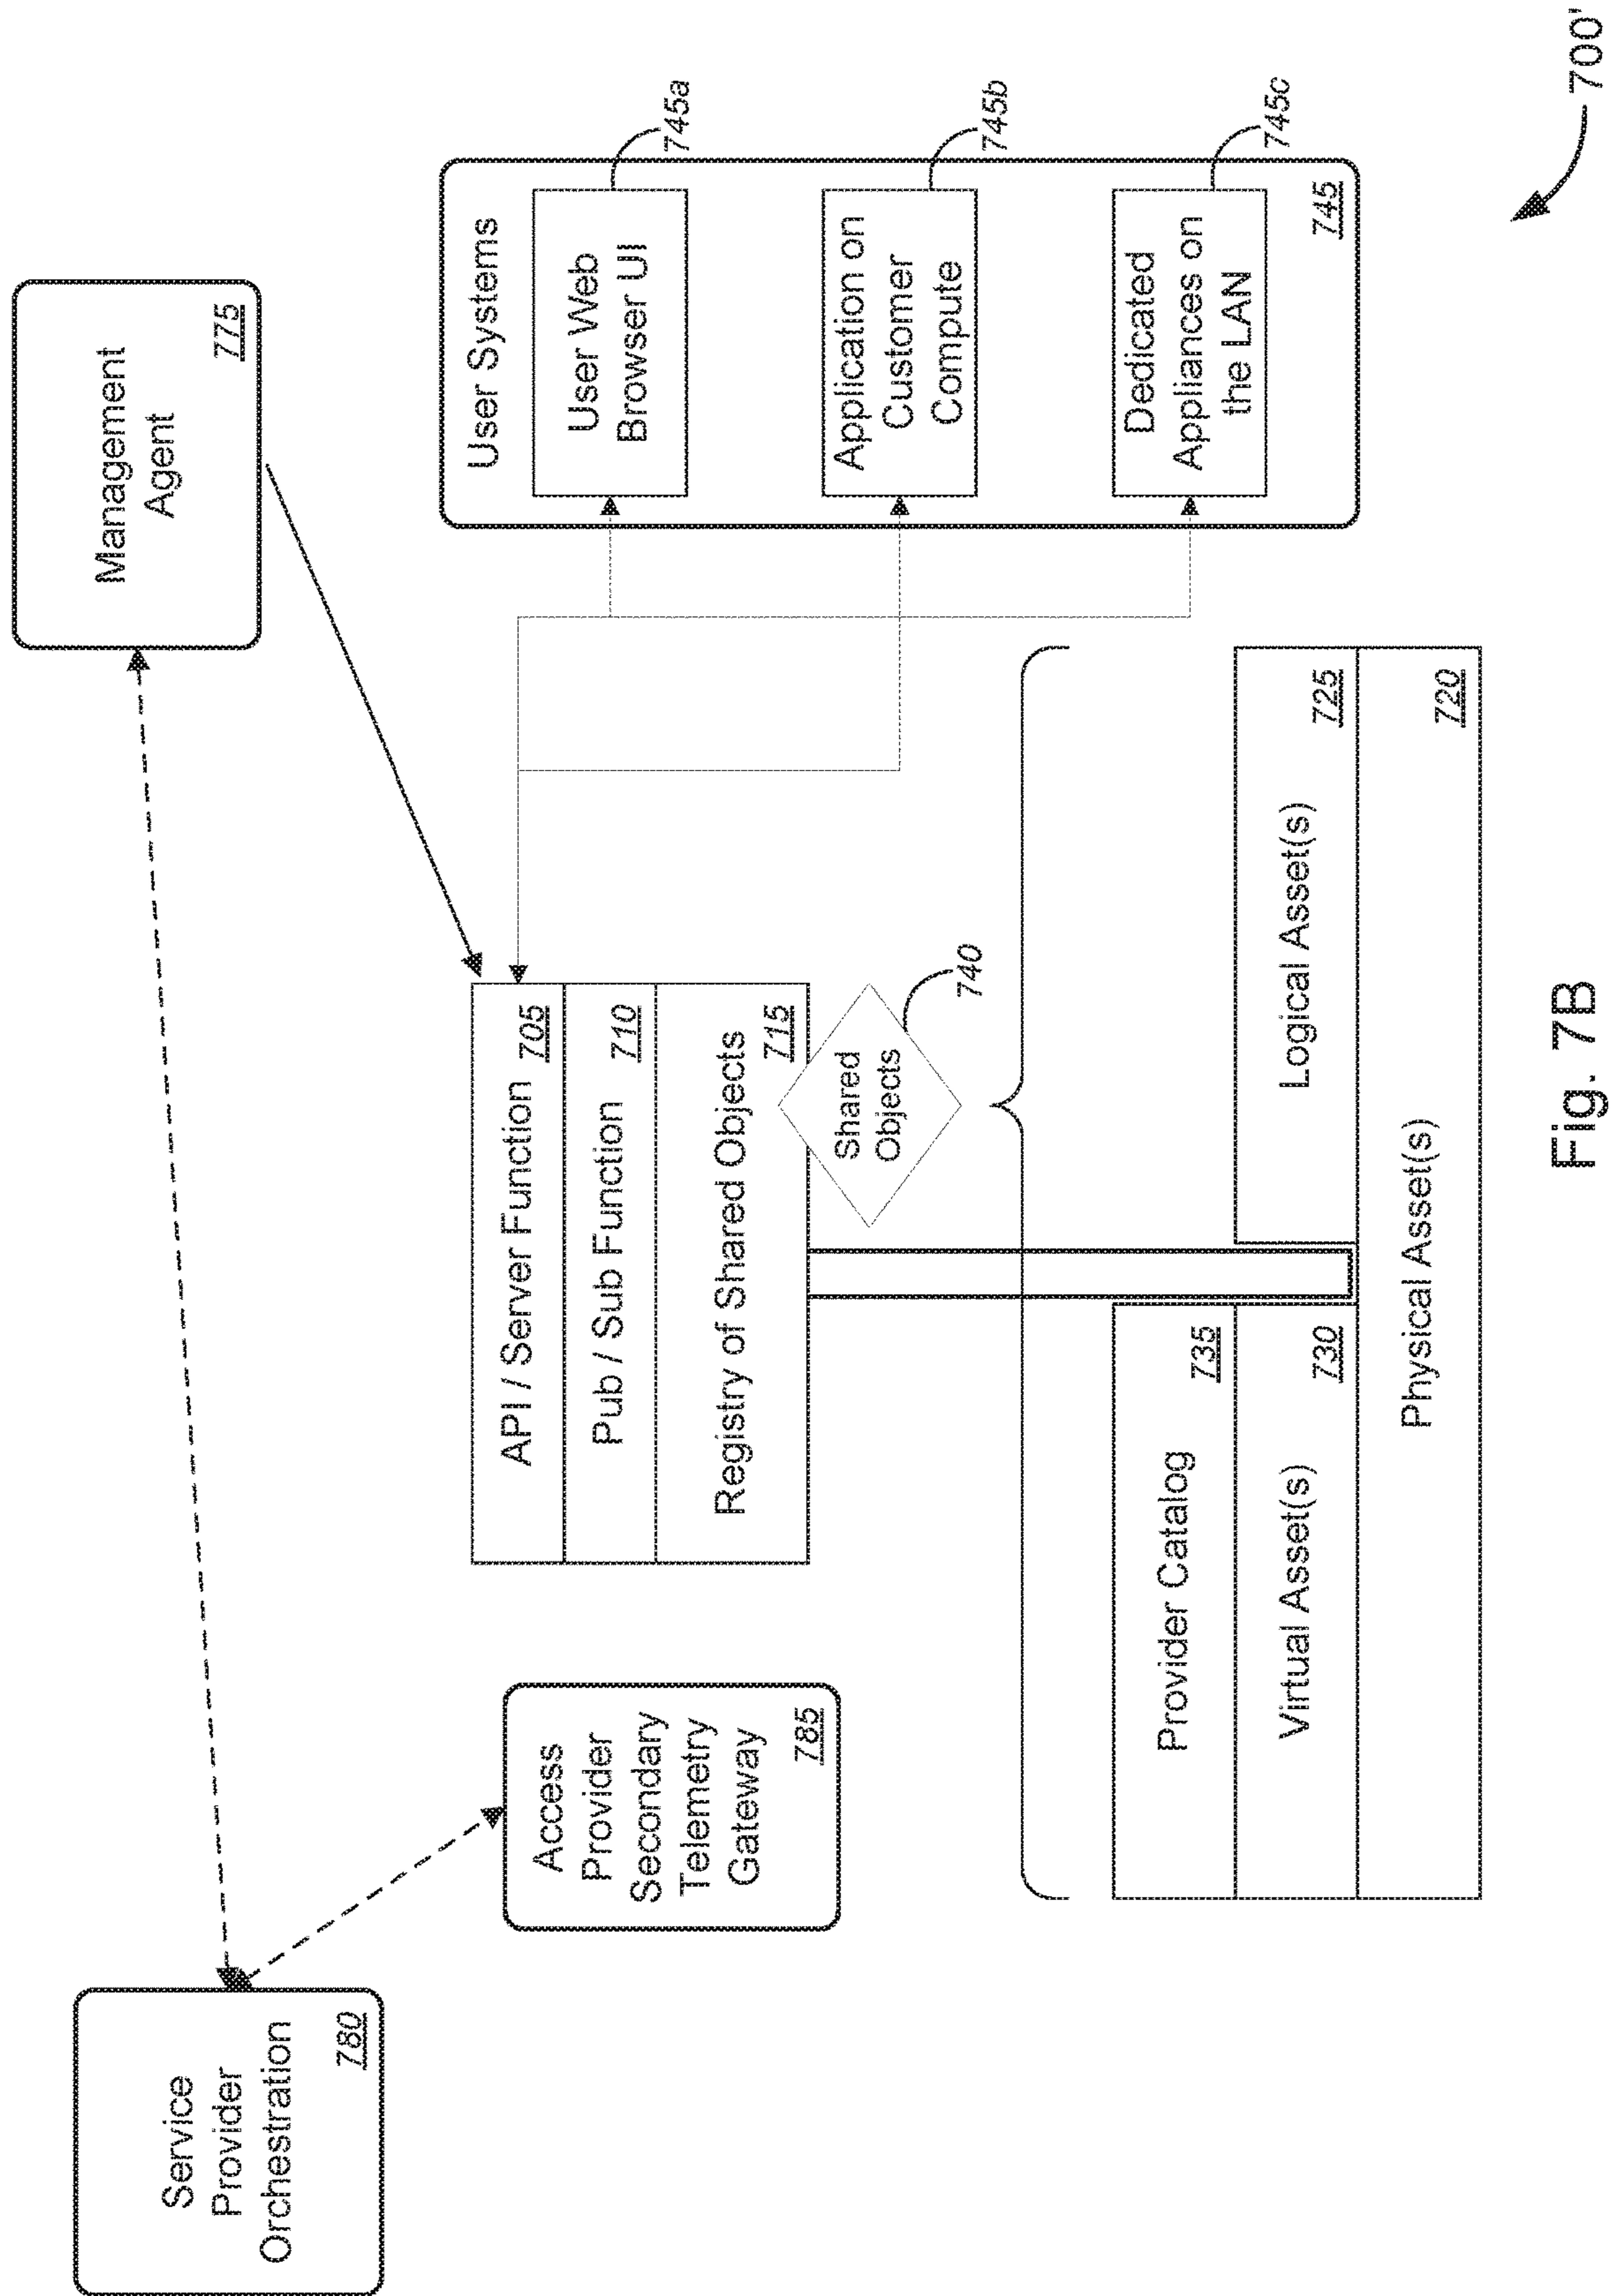 Service
Provider
Orchestration
780
Management
Agent
775
Access
Provider
Secondary
Telemetry
Gateway
785
API / Server Function
705
Pub / Sub Function
710
Registry of Shared Objects
715
Shared
Objects
740
User Systems
User Web
Browser UI
745a
Application on
Customer
Compute
745b
Dedicated
Appliances on
the LAN
745c
745
Provider Catalog
735
Virtual Asset(s)
730
Logical Asset(s)
725
Physical Asset(s)
720
700'
Fig. 7B